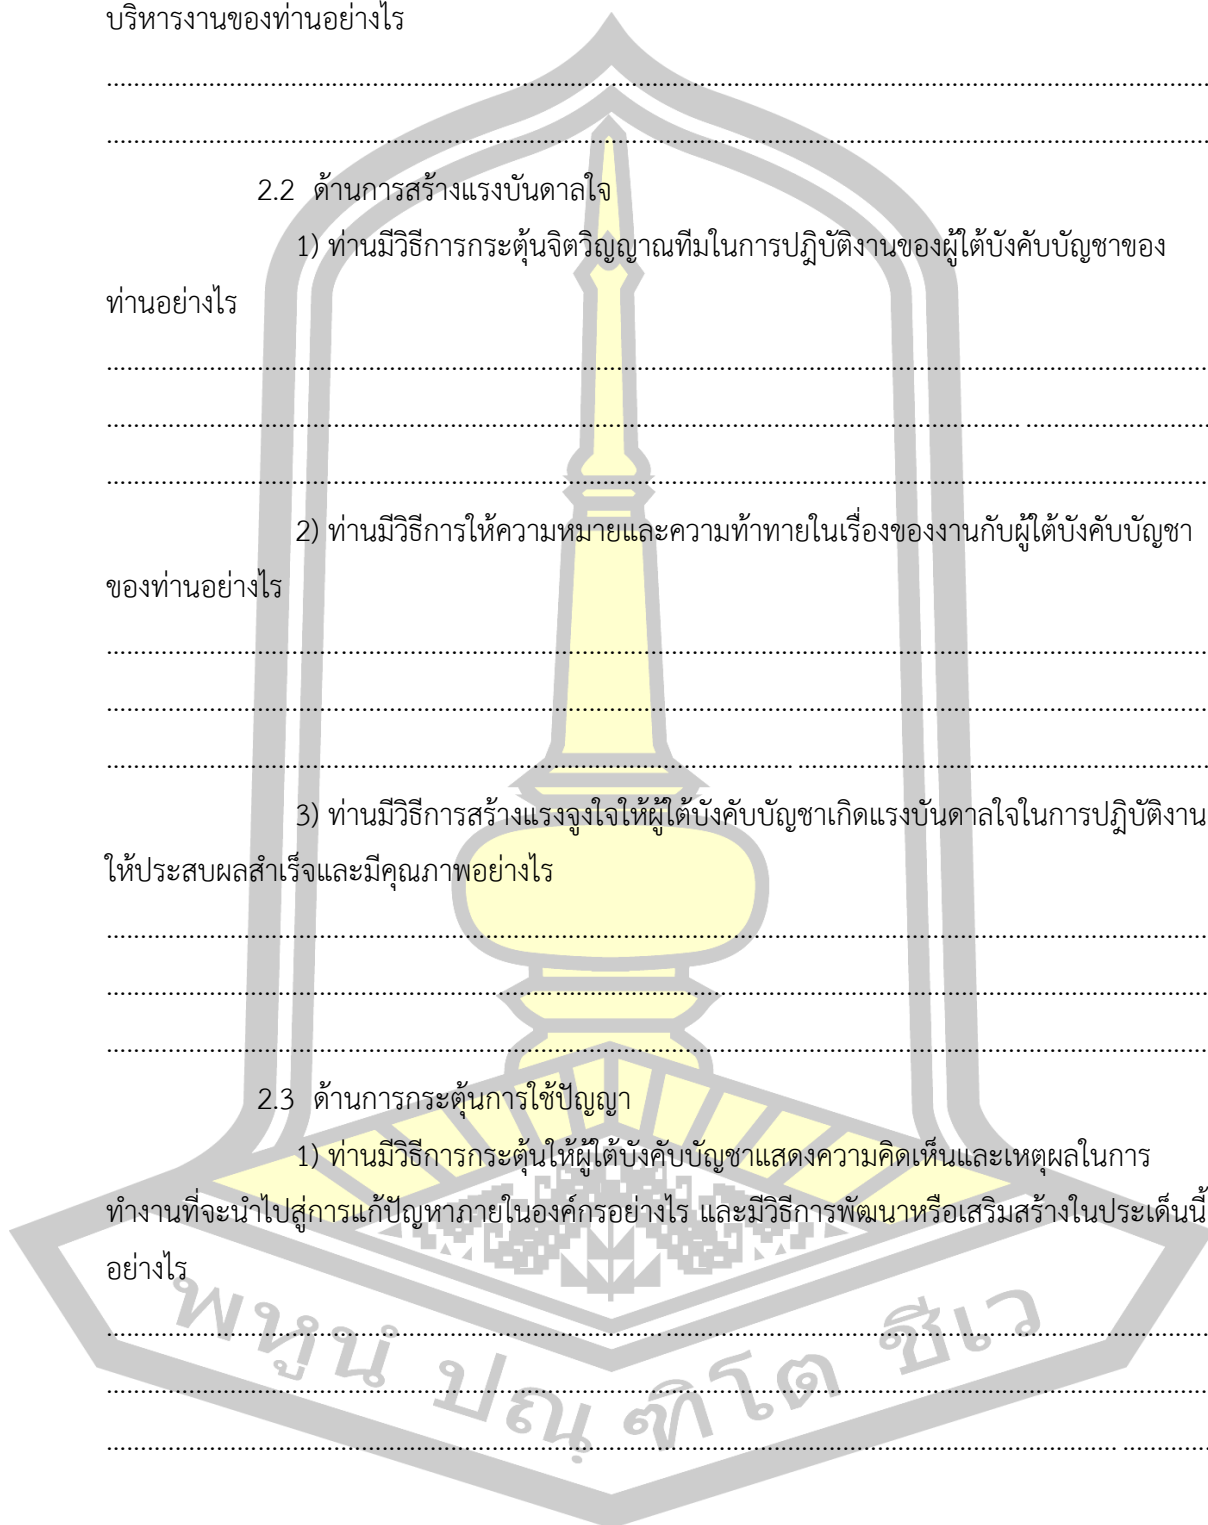 บริหารงานของท่านอย่างไร
................................................................................................................................................................
................................................................................................................................................................
2.2 ด้านการสร้างแรงบันดาลใจ
1) ท่านมีวิธีการกระตุ้นจิตวิญญาณทีมในการปฏิบัติงานของผู้ใต้บังคับบัญชาของ
ท่านอย่างไร
................................................................................................................................................................
................................................................................................................................................................
................................................................................................................................................................
2) ท่านมีวิธีการให้ความหมายและความท้าทายในเรื่องของงานกับผู้ใต้บังคับบัญชา
ของท่านอย่างไร
................................................................................................................................................................
................................................................................................................................................................
................................................................................................................................................................
3) ท่านมีวิธีการสร้างแรงจูงใจให้ผู้ใต้บังคับบัญชาเกิดแรงบันดาลใจในการปฏิบัติงาน
ให้ประสบผลสำเร็จและมีคุณภาพอย่างไร
................................................................................................................................................................
................................................................................................................................................................
................................................................................................................................................................
2.3 ด้านการกระตุ้นการใช้ปัญญา
1) ท่านมีวิธีการกระตุ้นให้ผู้ใต้บังคับบัญชาแสดงความคิดเห็นและเหตุผลในการ
ทำงานที่จะนำไปสู่การแก้ปัญหาภายในองค์กรอย่างไร และมีวิธีการพัฒนาหรือเสริมสร้างในประเด็นนี้
อย่างไร
................................................................................................................................................................
................................................................................................................................................................
................................................................................................................................................................
พหูนํ ปณฺฑิโต ชีเว